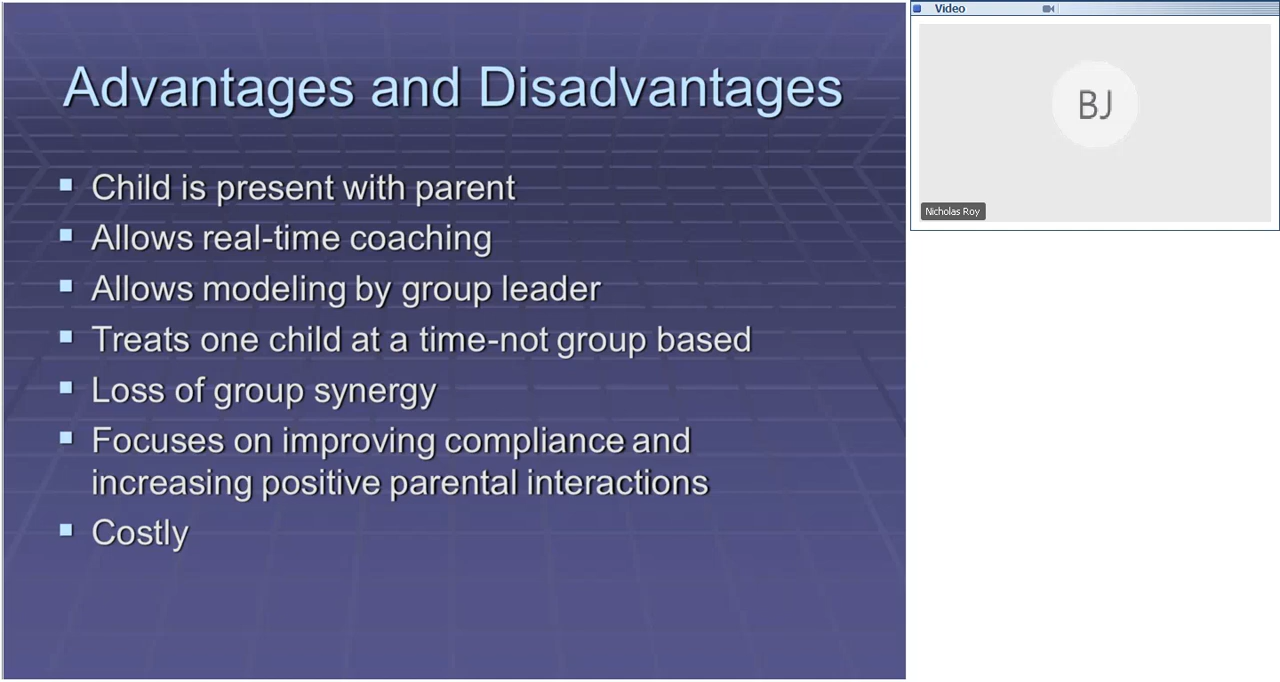 Advantages and Disadvantages
Child is present with parent
Allows real-time coaching
Allows modeling by group leader
Treats one child at a time-not group based
Loss of group synergy
Focuses on improving compliance and
increasing positive parental interactions
Costly
Video
BJ
Nicholas Roy